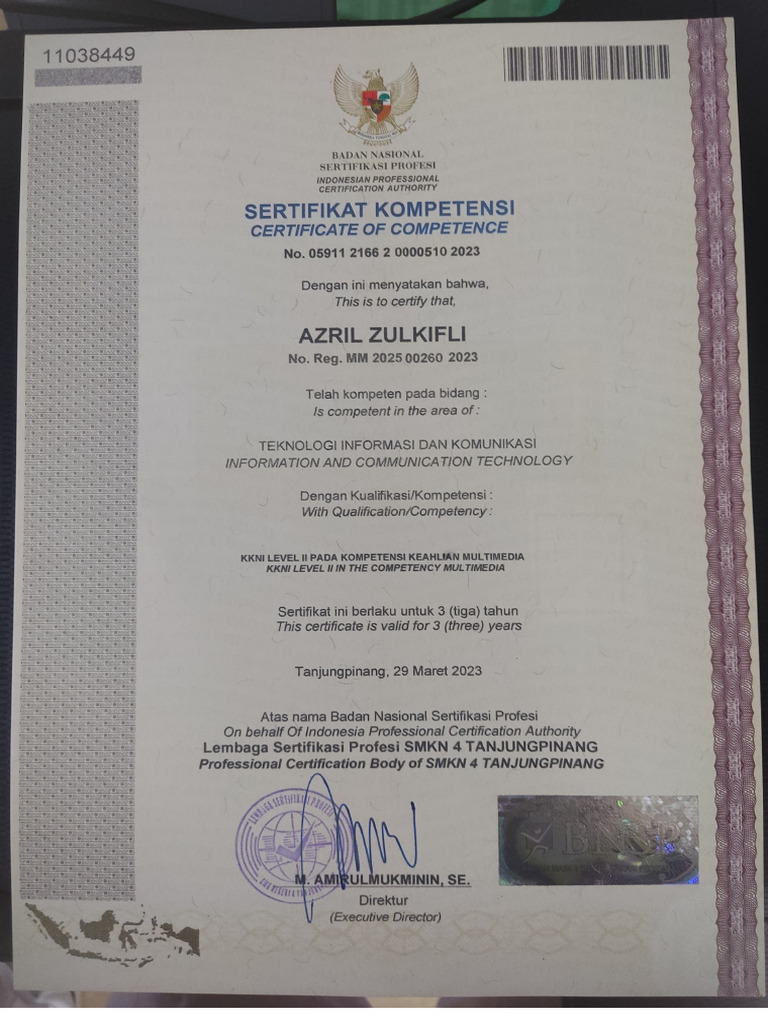 11038449
BADAN NASIONAL
SERTIFIKASI PROFESI
INDONESIAN PROFESSIONAL
CERTIFICATION AUTHORITY
SERTIFIKAT KOMPETENSI
CERTIFICATE OF COMPETENCE
No. 05911 2166 2 0000510 2023
Dengan ini menyatakan bahwa,
This is to certify that,
AZRIL ZULKIFLI
No. Reg. MM 2025 00260 2023
Telah kompeten pada bidang :
Is competent in the area of :
TEKNOLOGI INFORMASI DAN KOMUNIKASI
INFORMATION AND COMMUNICATION TECHNOLOGY
Dengan Kualifikasi/Kompetensi :
With Qualification/Competency :
KKNI LEVEL II PADA KOMPETENSI KEAHLIAN MULTIMEDIA
KKNI LEVEL II IN THE COMPETENCY MULTIMEDIA
Sertifikat ini berlaku untuk 3 (tiga) tahun
This certificate is valid for 3 (three) years
Tanjungpinang, 29 Maret 2023
Atas nama Badan Nasional Sertifikasi Profesi
On behalf Of Indonesia Professional Certification Authority
Lembaga Sertifikasi Profesi SMKN 4 TANJUNGPINANG
Professional Certification Body of SMKN 4 TANJUNGPINANG
LEMBAGA SERTIFIKASI PROFESI
BNSP
M. AMIRULMUKMININ, SE.
Direktur
(Executive Director)